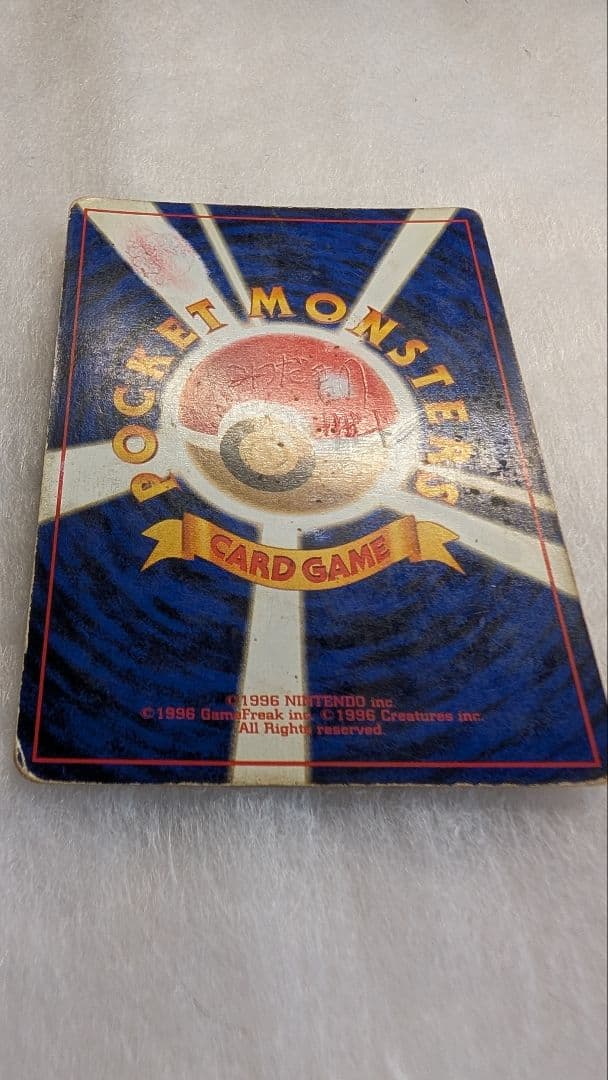 POCKET MONSTERS
CARD GAME
©1996 NINTENDO inc.
©1996 GameFreak inc. ©1996 Creatures inc.
All Rights reserved.